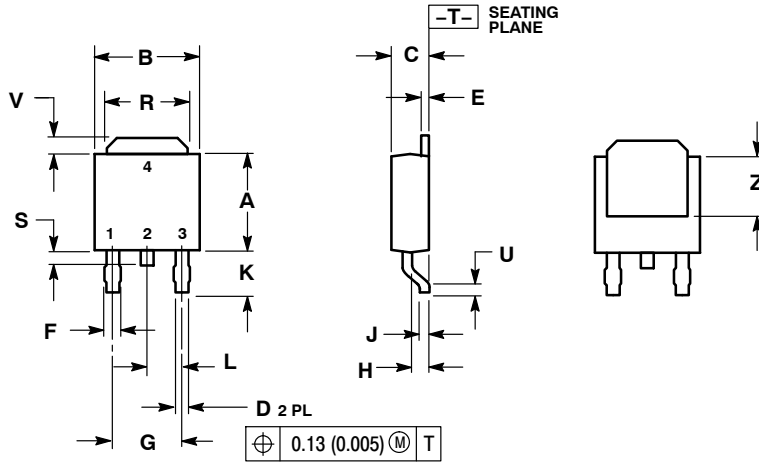 –T– SEATING
PLANE
B
C
V
R
E
4
Z
A
S
1 2 3
U
K
F
J
L
H
D 2 PL
G
⌖ 0.13 (0.005) Ⓜ T